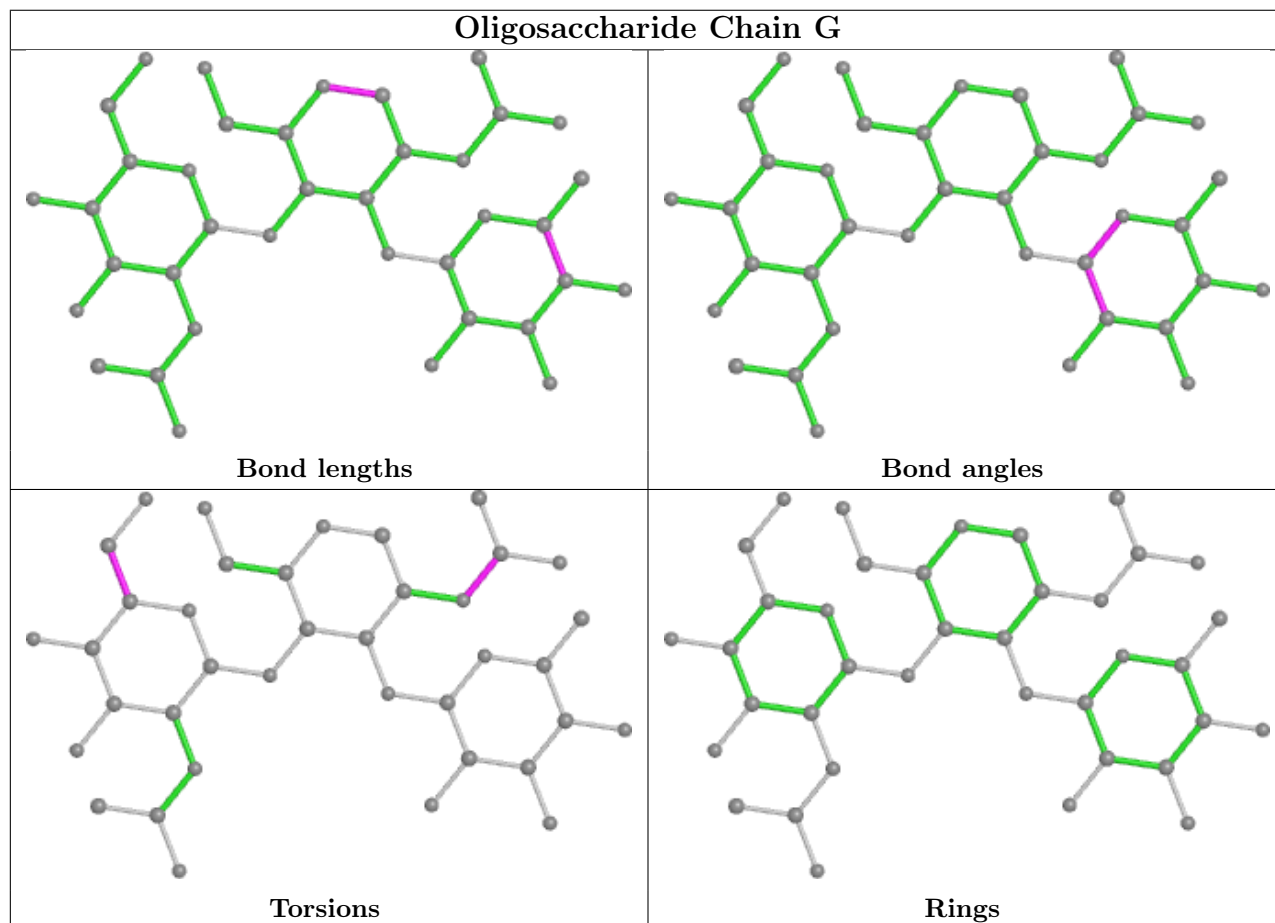 Oligosaccharide Chain G
Bond lengths
Bond angles
Torsions
Rings